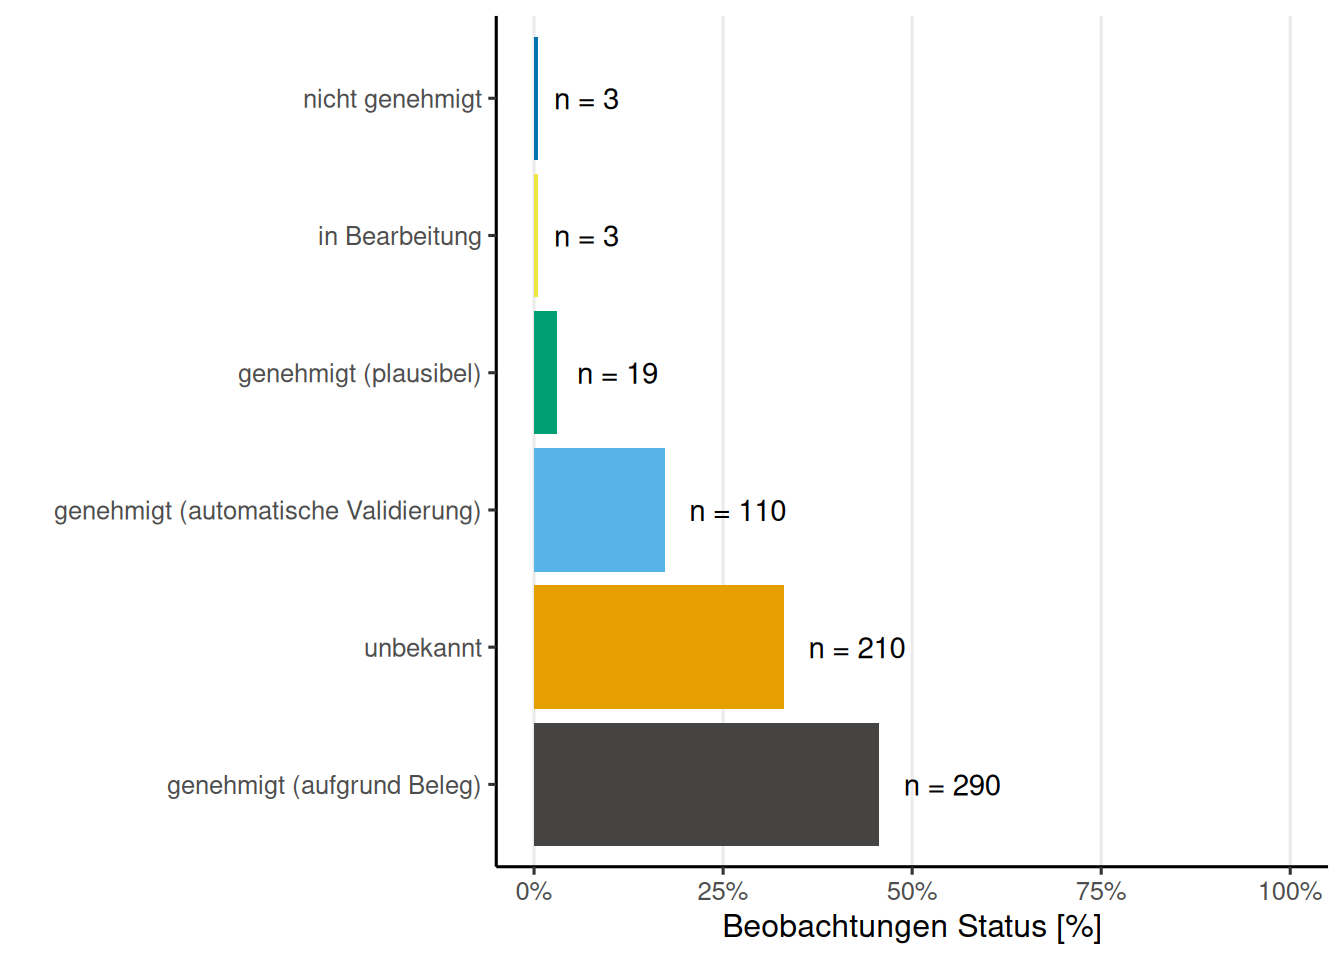 nicht genehmigt
n = 3
in Bearbeitung
n = 3
genehmigt (plausibel)
n = 19
genehmigt (automatische Validierung)
n = 110
unbekannt
n = 210
genehmigt (aufgrund Beleg)
n = 290
0% 25% 50% 75% 100%
Beobachtungen Status [%]